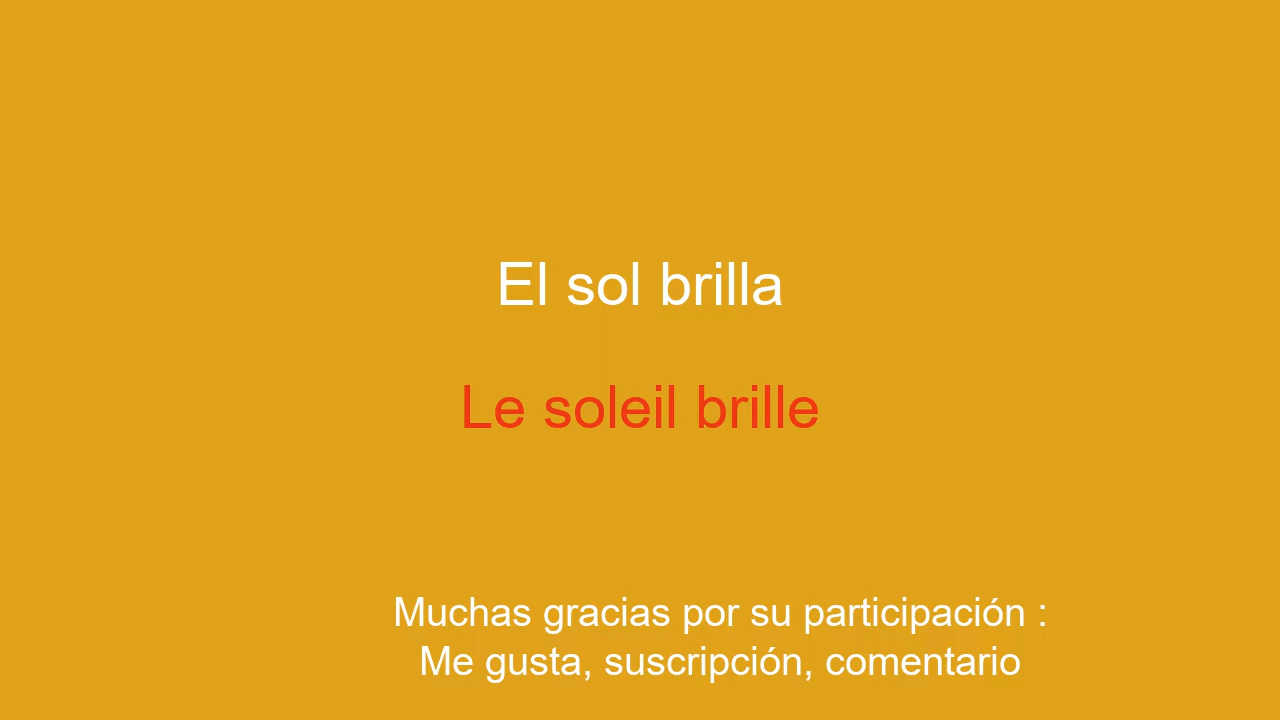 El sol brilla
Le soleil brille
Muchas gracias por su participación :
Me gusta, suscripción, comentario